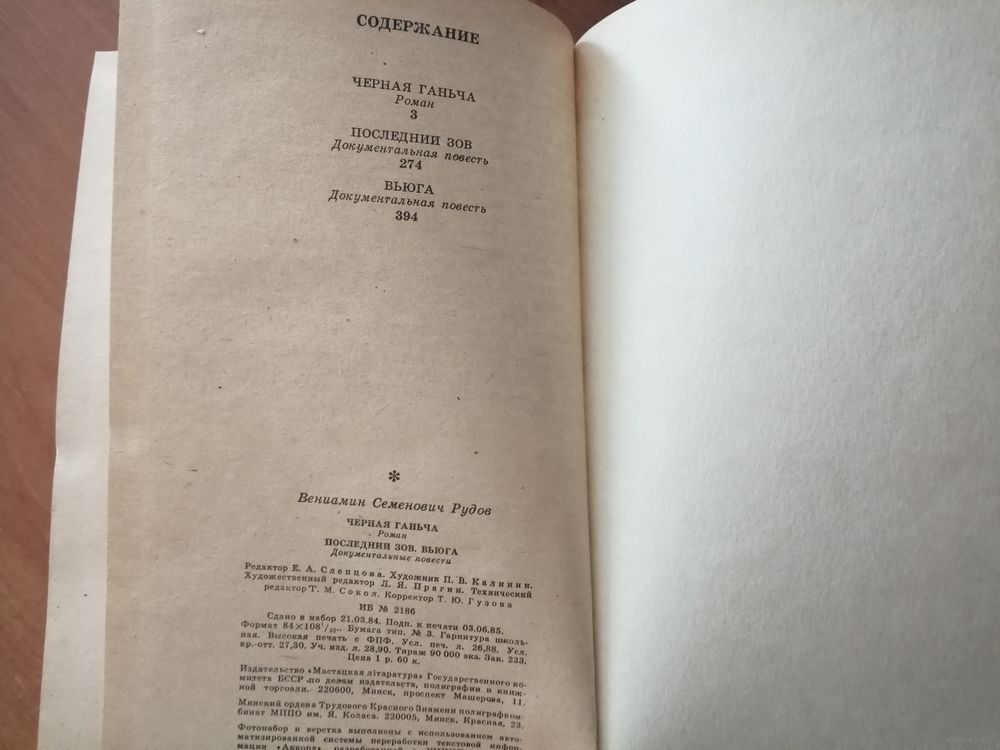 СОДЕРЖАНИЕ
ЧЕРНАЯ ГАНЬЧА
Роман
3
ПОСЛЕДНИЙ ЗОВ
Документальная повесть
274
ВЬЮГА
Документальная повесть
394
*
Вениамин Семенович Рудов
ЧЕРНАЯ ГАНЬЧА
Роман
ПОСЛЕДНИЙ ЗОВ. ВЬЮГА
Документальные повести
Редактор Е. А. Слепцова. Художник П. В. Калинин.
Художественный редактор Л. Я. Прагин. Технический
редактор Т. М. Сокол. Корректор Т. Ю. Гузова
ИБ № 2186
Сдано в набор 21.03.84. Подп. к печати 03.06.85.
Формат 84×108¹/₃₂. Бумага тип. № 3. Гарнитура школь-
ная. Высокая печать с ФПФ. Усл. печ. л. 26,88. Усл.
кр.-отт. 27,30. Уч. изд. л. 28,90. Тираж 90 000 экз. Зак. 233.
Цена 1 р. 60 к.
Издательство «Мастацкая літаратура» Государственного ко-
митета БССР по делам издательств, полиграфии и книж-
ной торговли. 220600, Минск, проспект Машерова, 11.
Минский ордена Трудового Красного Знамени полиграфком-
бинат МППО им. Я. Коласа. 220005, Минск, Красная, 23.
Фотонабор и верстка выполнены с использованием авто-
матизированной системы переработки текстовой инфор-
мации